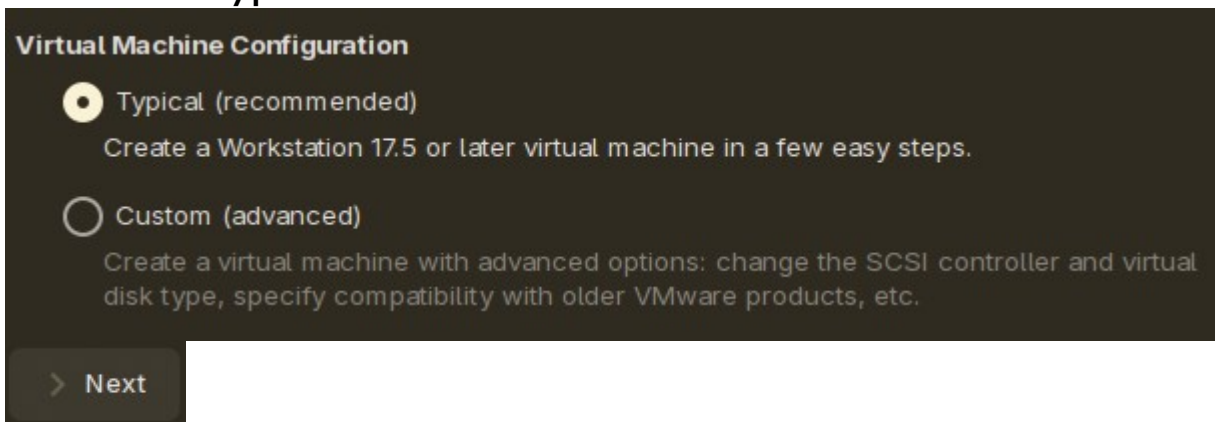 Virtual Machine Configuration
Typical (recommended)
Create a Workstation 17.5 or later virtual machine in a few easy steps.
Custom (advanced)
Create a virtual machine with advanced options: change the SCSI controller and virtual
disk type, specify compatibility with older VMware products, etc.
Next